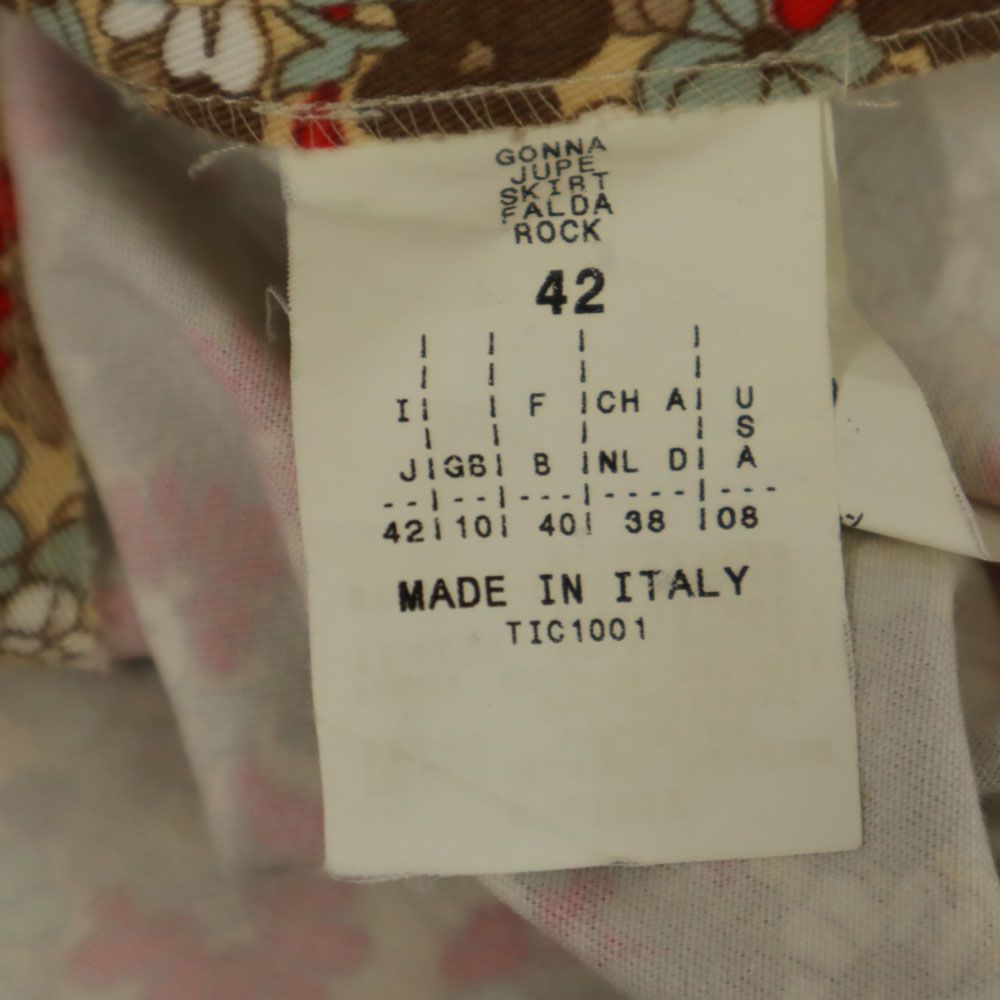 GONNA
JUPE
SKIRT
FALDA
ROCK
42
I F CH A U
S
J GB B NL D A
42 10 40 38 08
MADE IN ITALY
TIC1001